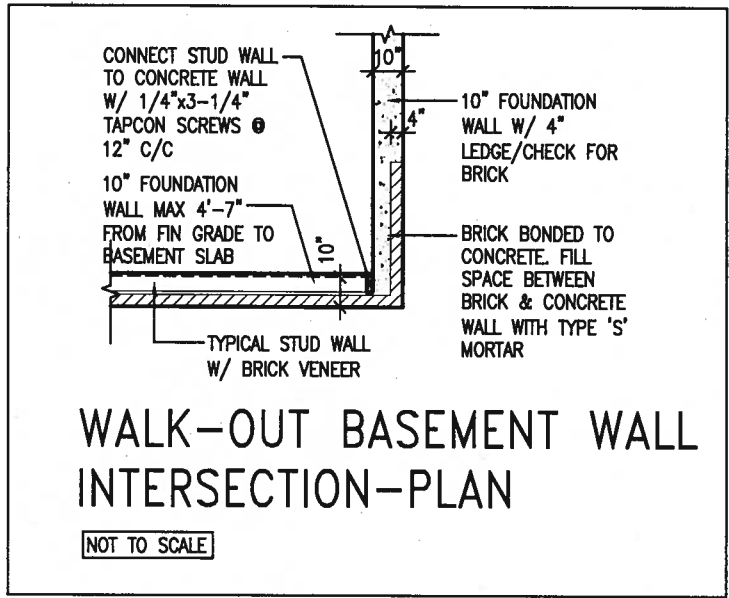 CONNECT STUD WALL
TO CONCRETE WALL
W/ 1/4"x3-1/4"
TAPCON SCREWS @
12" C/C
10" FOUNDATION
WALL MAX 4'-7"
FROM FIN GRADE TO
BASEMENT SLAB
10"
10"
4"
10" FOUNDATION
WALL W/ 4"
LEDGE/CHECK FOR
BRICK
BRICK BONDED TO
CONCRETE. FILL
SPACE BETWEEN
BRICK & CONCRETE
WALL WITH TYPE 'S'
MORTAR
TYPICAL STUD WALL
W/ BRICK VENEER
WALK-OUT BASEMENT WALL
INTERSECTION-PLAN
NOT TO SCALE